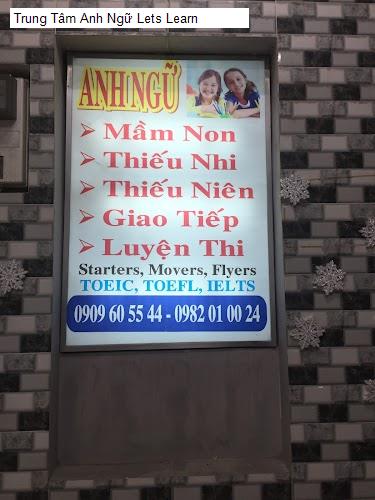 Trung Tâm Anh Ngữ Lets Learn
ANH NGỮ
➢ Mầm Non
➢ Thiếu Nhi
➢ Thiếu Niên
➢ Giao Tiếp
➢ Luyện Thi
Starters, Movers, Flyers
TOEIC, TOEFL, IELTS
0909 60 55 44 - 0982 01 00 24